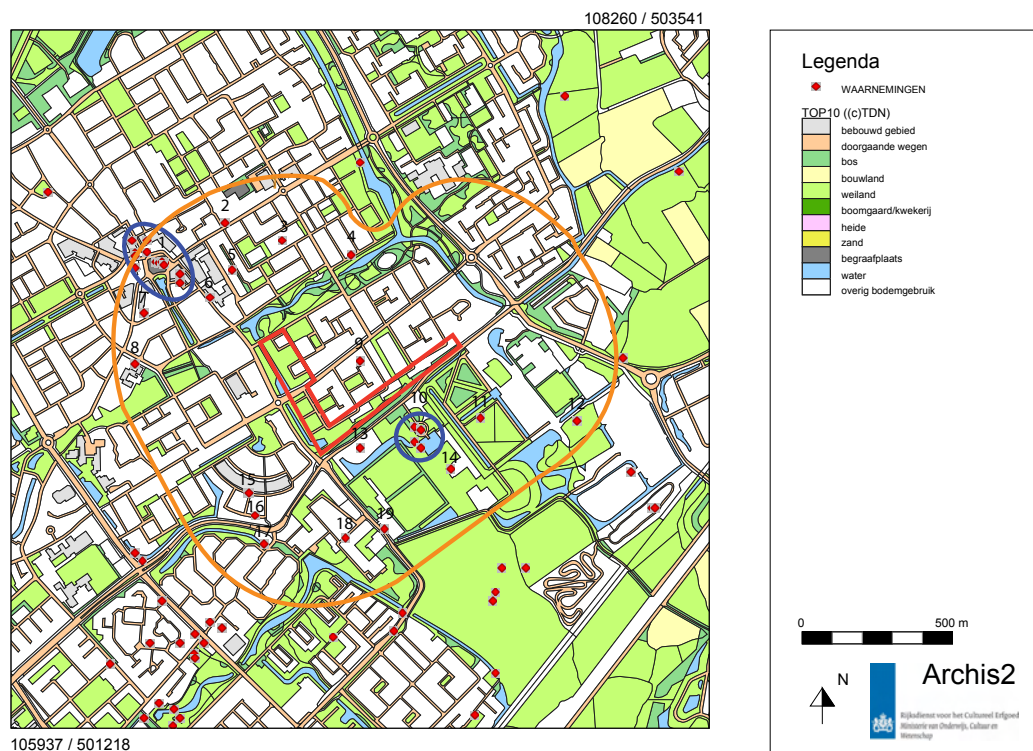 108260 / 503541
1
2
3
4
5
6
7
8
9
10
11
12
13
14
15
16
17
18
19
105937 / 501218
Legenda
WAARNEMINGEN
TOP10 ((c)TDN)
bebouwd gebied
doorgaande wegen
bos
bouwland
weiland
boomgaard/kwekerij
heide
zand
begraafplaats
water
overig bodemgebruik
0 500 m
N
Archis2
Rijksdienst voor het Cultureel Erfgoed
Ministerie van Onderwijs, Cultuur en
Wetenschap